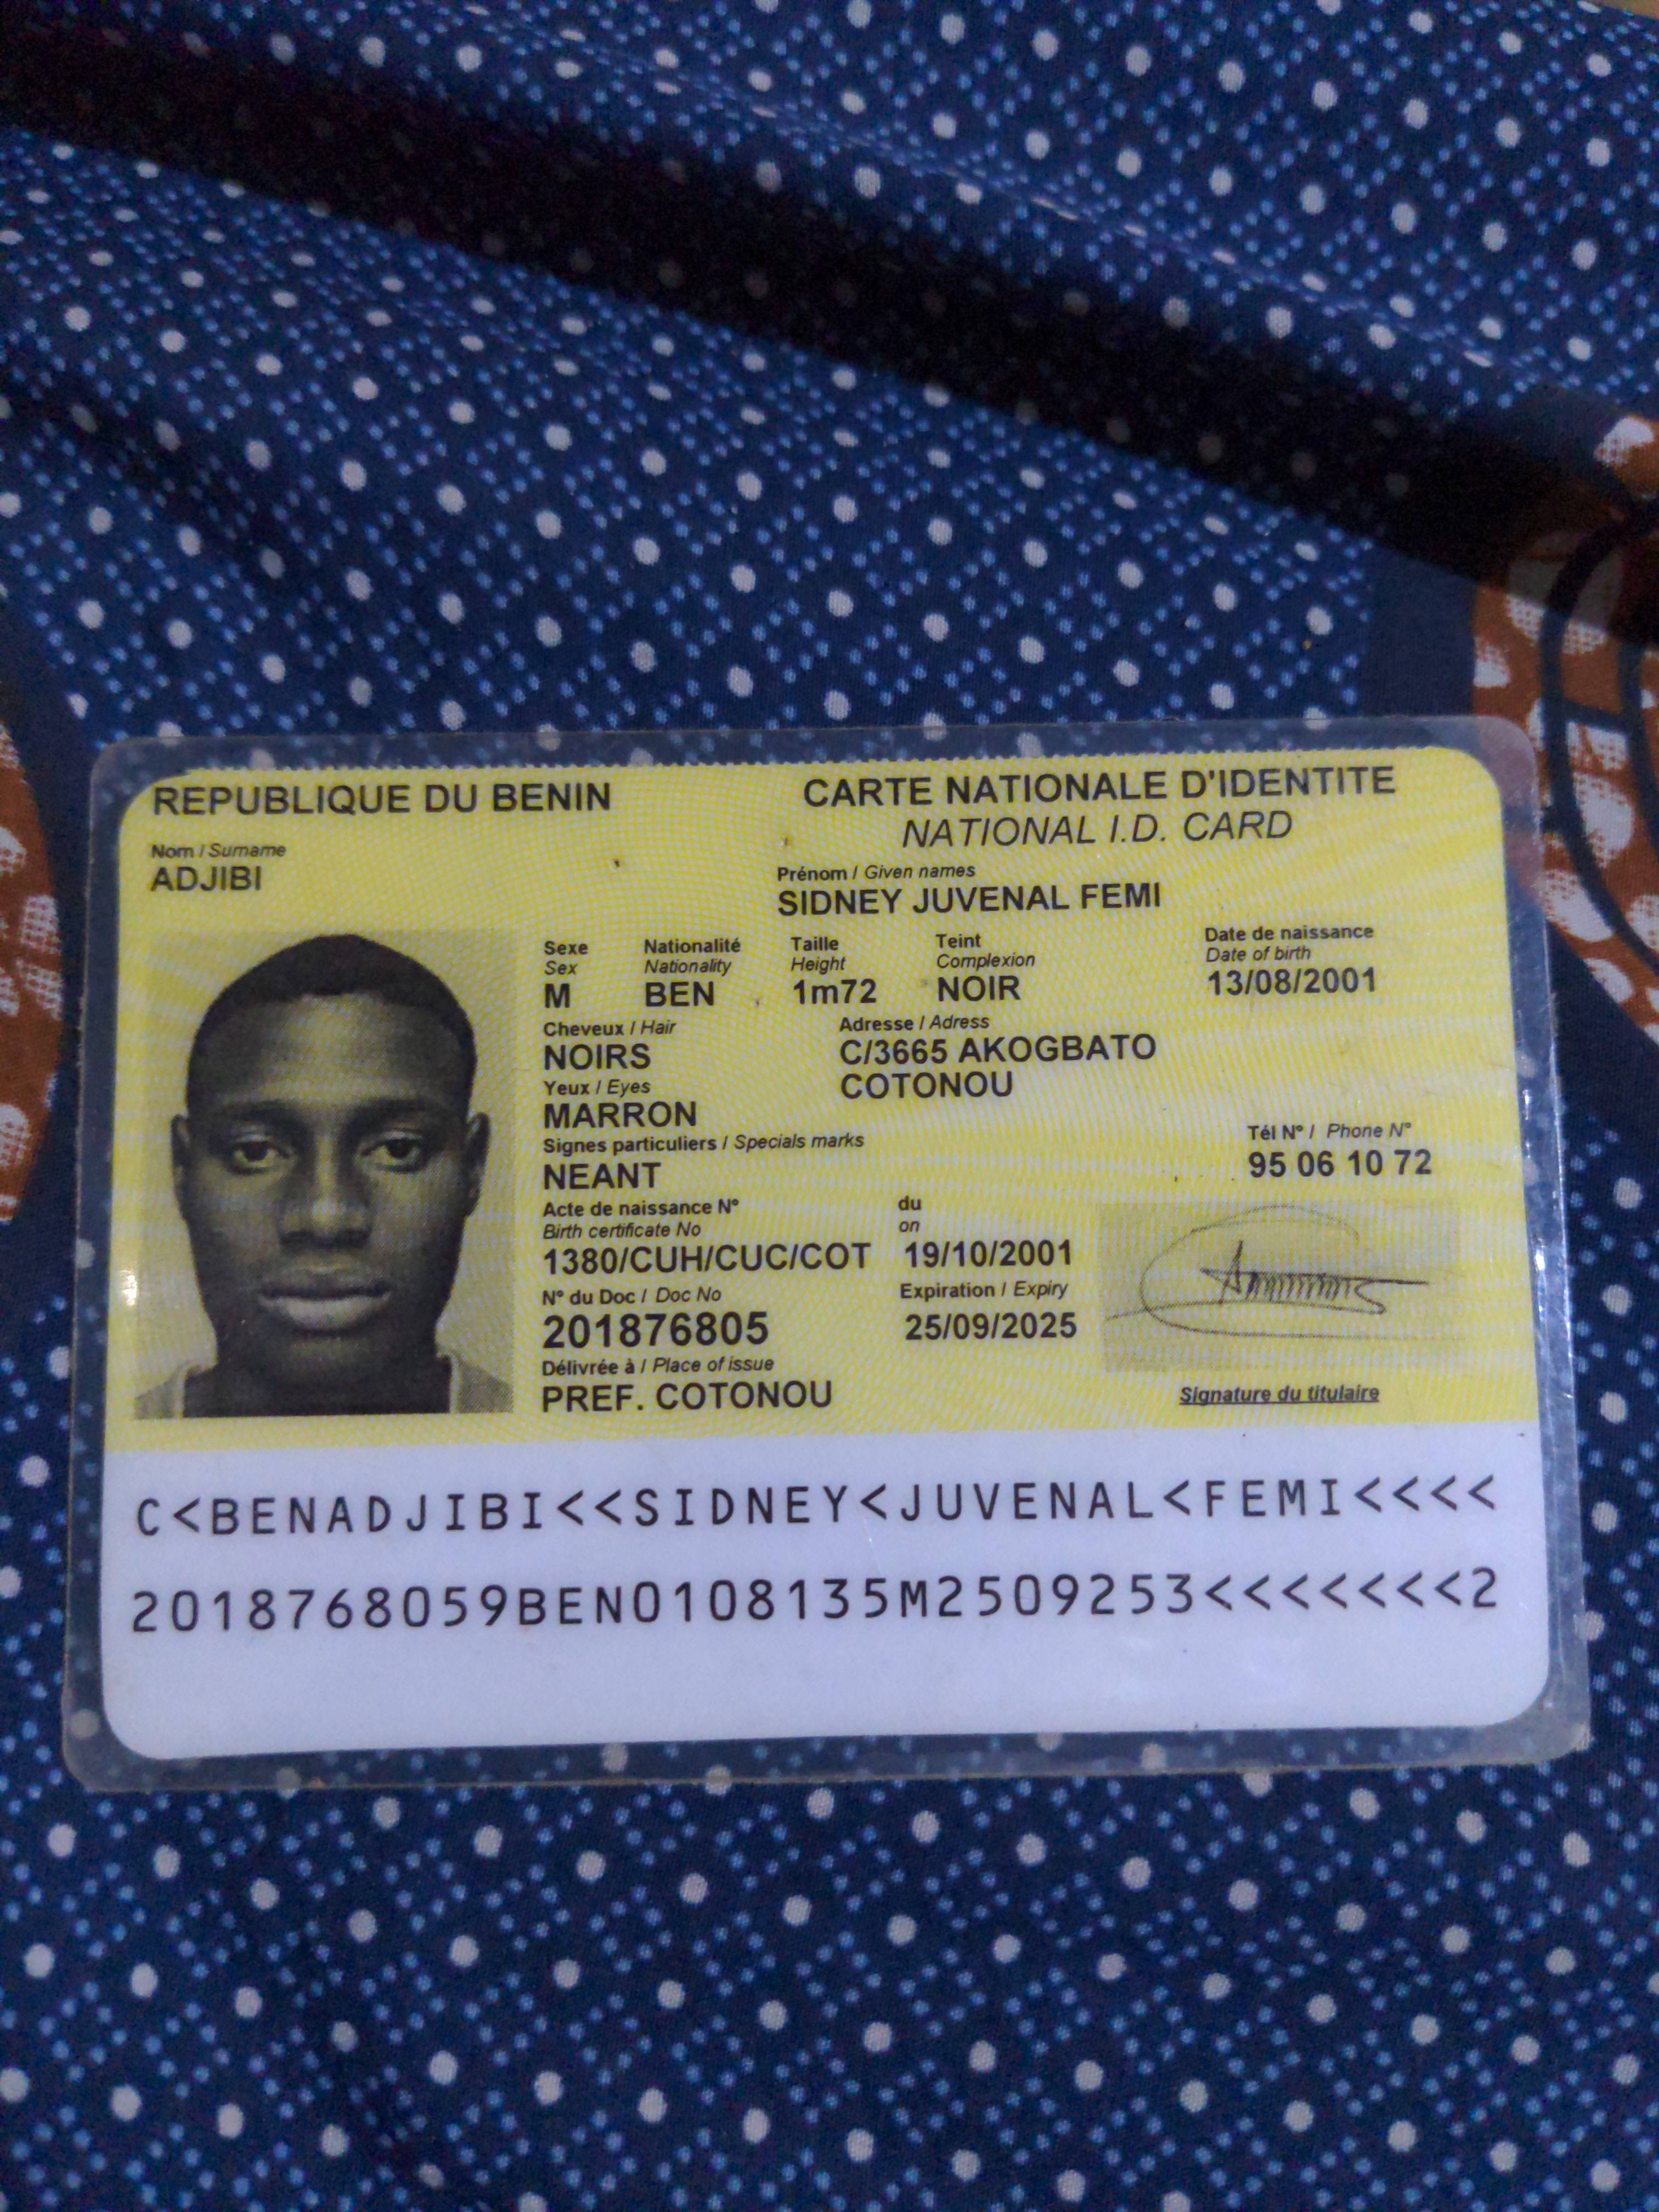 REPUBLIQUE DU BENIN
CARTE NATIONALE D'IDENTITE
NATIONAL I.D. CARD
Nom / Surname
ADJIBI
Prénom / Given names
SIDNEY JUVENAL FEMI
Sexe Nationalité Taille Teint Date de naissance
Sex Nationality Height Complexion Date of birth
M BEN 1m72 NOIR 13/08/2001
Cheveux / Hair Adresse / Adress
NOIRS C/3665 AKOGBATO
Yeux / Eyes COTONOU
MARRON
Signes particuliers / Specials marks Tél N° / Phone N°
NEANT 95 06 10 72
Acte de naissance N° du
Birth certificate No on
1380/CUH/CUC/COT 19/10/2001
N° du Doc / Doc No Expiration / Expiry
201876805 25/09/2025
Délivrée à / Place of issue
PREF. COTONOU Signature du titulaire
C<BENADJIBI<<SIDNEY<JUVENAL<FEMI<<<<
2018768059BEN0108135M2509253<<<<<<<2